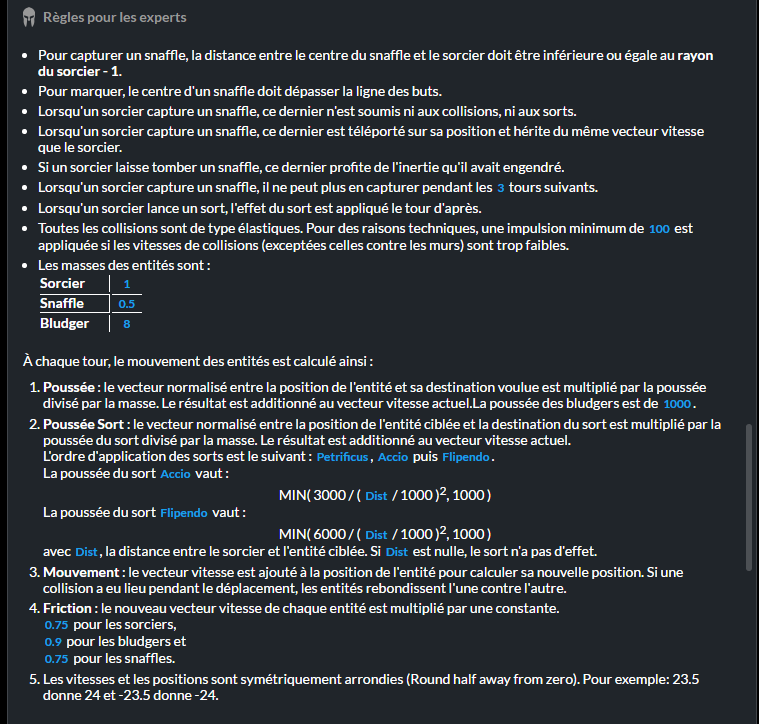 Règles pour les experts
• Pour capturer un snaffle, la distance entre le centre du snaffle et le sorcier doit être inférieure ou égale au rayon
du sorcier - 1.
• Pour marquer, le centre d'un snaffle doit dépasser la ligne des buts.
• Lorsqu'un sorcier capture un snaffle, ce dernier n'est soumis ni aux collisions, ni aux sorts.
• Lorsqu'un sorcier capture un snaffle, ce dernier est téléporté sur sa position et hérite du même vecteur vitesse
que le sorcier.
• Si un sorcier laisse tomber un snaffle, ce dernier profite de l'inertie qu'il avait engendré.
• Lorsqu'un sorcier capture un snaffle, il ne peut plus en capturer pendant les 3 tours suivants.
• Lorsqu'un sorcier lance un sort, l'effet du sort est appliqué le tour d'après.
• Toutes les collisions sont de type élastiques. Pour des raisons techniques, une impulsion minimum de 100 est
appliquée si les vitesses de collisions (exceptées celles contre les murs) sont trop faibles.
• Les masses des entités sont :
Sorcier 1
Snaffle 0.5
Bludger 8
À chaque tour, le mouvement des entités est calculé ainsi :
1. Poussée : le vecteur normalisé entre la position de l'entité et sa destination voulue est multiplié par la poussée
divisé par la masse. Le résultat est additionné au vecteur vitesse actuel.La poussée des bludgers est de 1000.
2. Poussée Sort : le vecteur normalisé entre la position de l'entité ciblée et la destination du sort est multiplié par la
poussée du sort divisé par la masse. Le résultat est additionné au vecteur vitesse actuel.
L'ordre d'application des sorts est le suivant : Petrificus, Accio puis Flipendo.
La poussée du sort Accio vaut :
MIN( 3000 / ( Dist / 1000 )², 1000 )
La poussée du sort Flipendo vaut :
MIN( 6000 / ( Dist / 1000 )², 1000 )
avec Dist, la distance entre le sorcier et l'entité ciblée. Si Dist est nulle, le sort n'a pas d'effet.
3. Mouvement : le vecteur vitesse est ajouté à la position de l'entité pour calculer sa nouvelle position. Si une
collision a eu lieu pendant le déplacement, les entités rebondissent l'une contre l'autre.
4. Friction : le nouveau vecteur vitesse de chaque entité est multiplié par une constante.
0.75 pour les sorciers,
0.9 pour les bludgers et
0.75 pour les snaffles.
5. Les vitesses et les positions sont symétriquement arrondies (Round half away from zero). Pour exemple: 23.5
donne 24 et -23.5 donne -24.